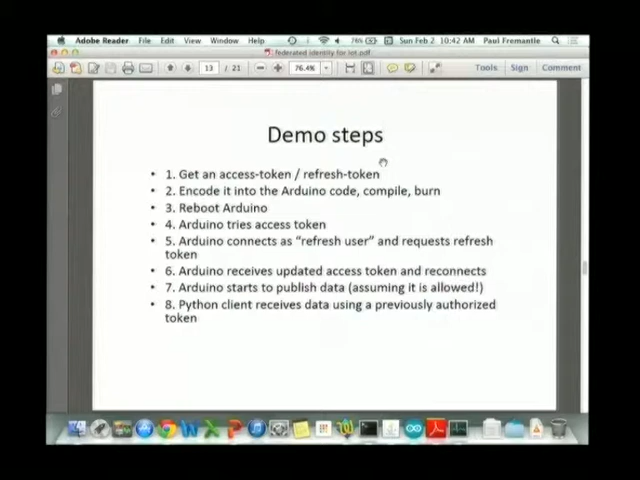 Adobe Reader File Edit View Window Help Sun Feb 2 10:42 AM Paul Fremantle
federated identity for iot.pdf
13 / 21 76.4% Tools Sign Comment
Demo steps
• 1. Get an access-token / refresh-token
• 2. Encode it into the Arduino code, compile, burn
• 3. Reboot Arduino
• 4. Arduino tries access token
• 5. Arduino connects as “refresh user” and requests refresh
token
• 6. Arduino receives updated access token and reconnects
• 7. Arduino starts to publish data (assuming it is allowed!)
• 8. Python client receives data using a previously authorized
token